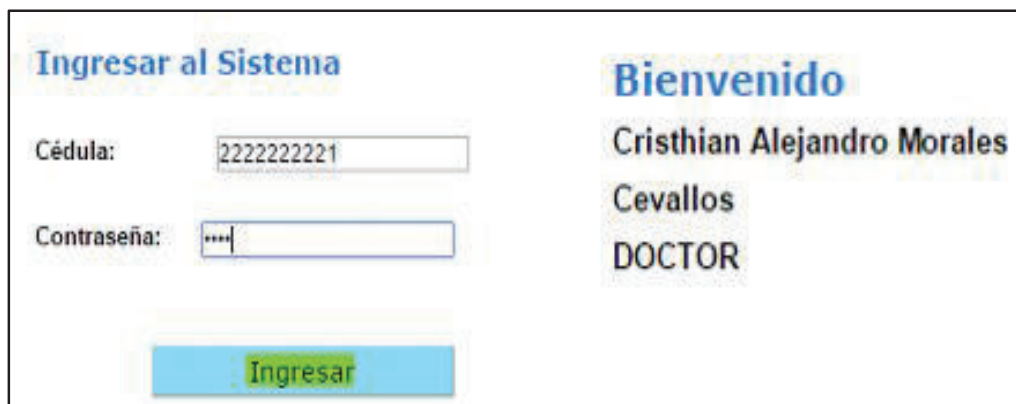 Ingresar al Sistema
Cédula: 2222222221
Contraseña: ••••
Ingresar
Bienvenido
Cristhian Alejandro Morales
Cevallos
DOCTOR